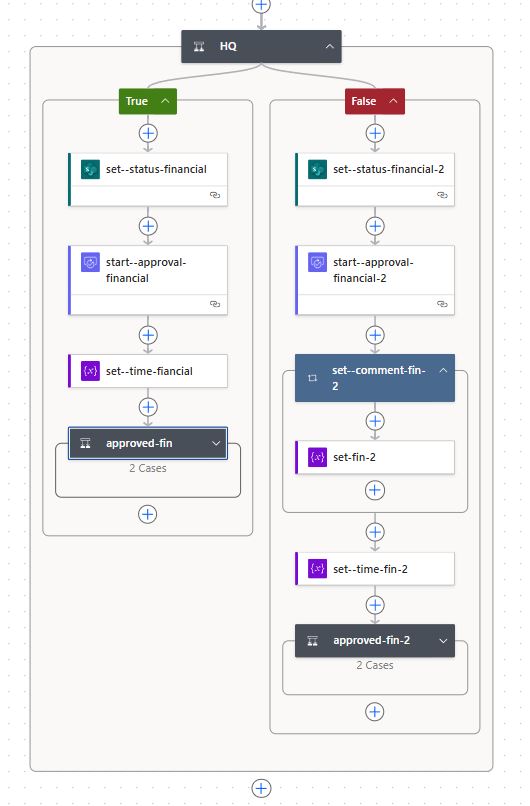 HQ
True
set--status-financial
start--approval-
financial
set--time-fiancial
approved-fin
2 Cases
False
set--status-financial-2
start--approval-
financial-2
set--comment-fin-
2
set-fin-2
set--time-fin-2
approved-fin-2
2 Cases